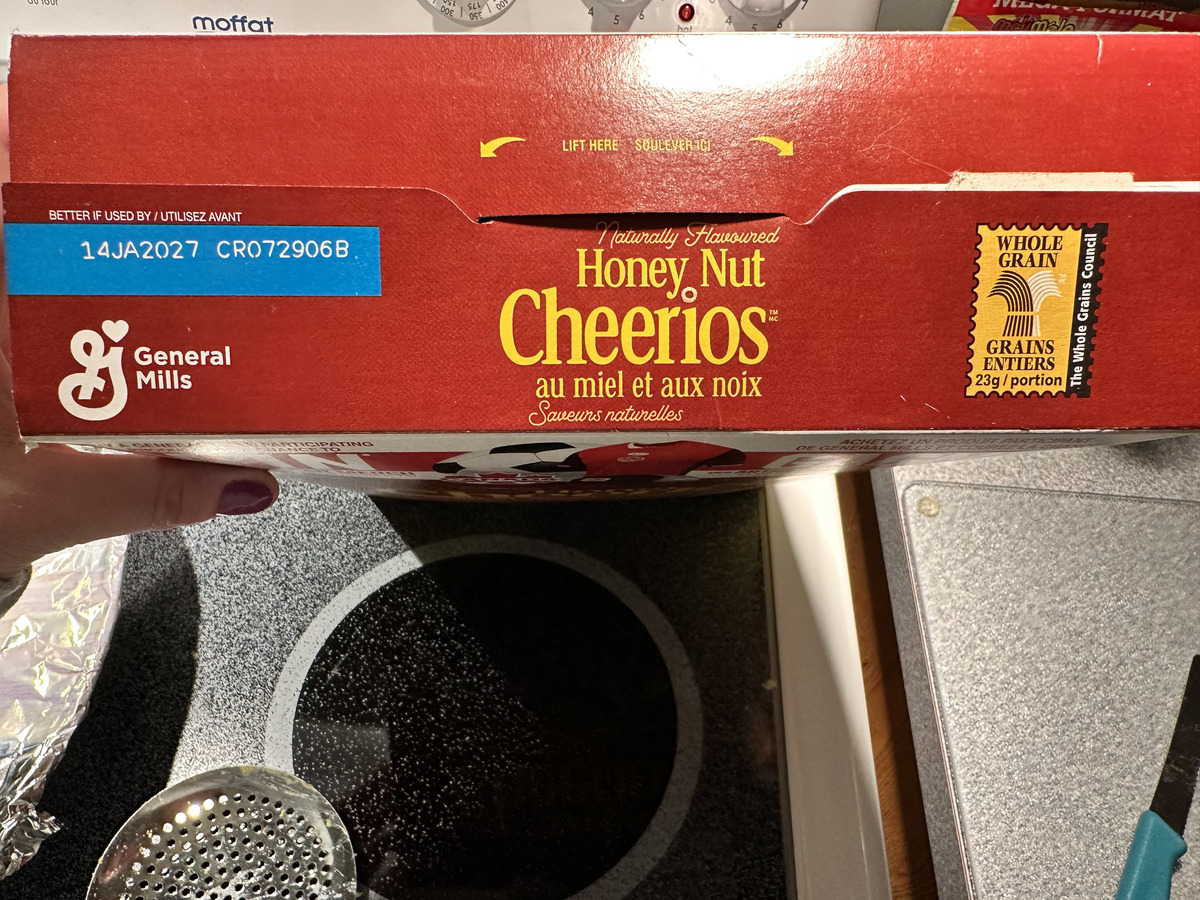 moffat
LIFT HERE SOULEVER ICI
BETTER IF USED BY / UTILISEZ AVANT
14JA2027 CR072906B
General
Mills
Naturally Flavoured
Honey Nut
Cheerios
TM
MC
au miel et aux noix
Saveurs naturelles
WHOLE
GRAIN
GRAINS
ENTIERS
23g / portion
The Whole Grains Council